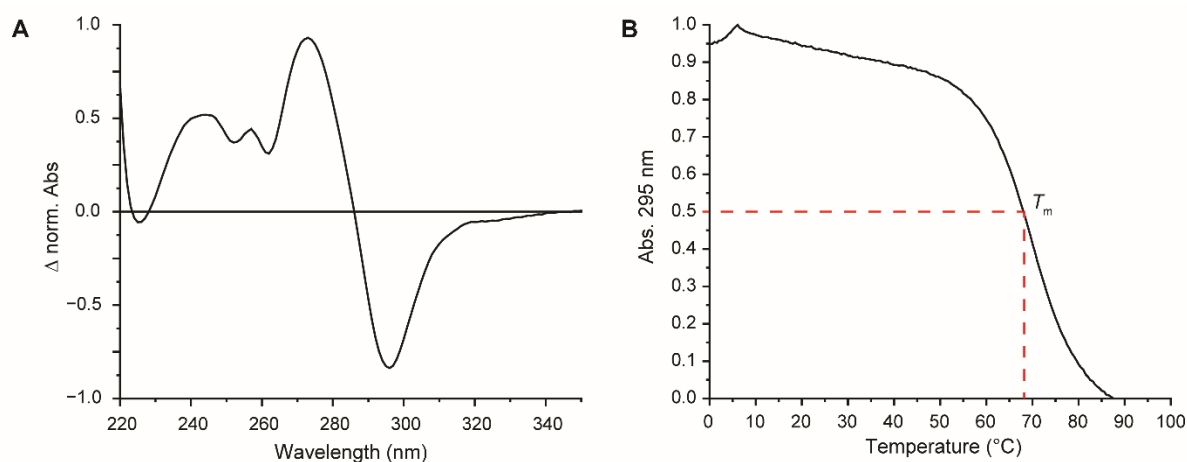 A
1.0
0.5
0.0
−0.5
−1.0
Δ norm. Abs
220 240 260 280 300 320 340
Wavelength (nm)
B
1.0
0.9
0.8
0.7
0.6
0.5
0.4
0.3
0.2
0.1
0.0
Abs. 295 nm
Tm
0 10 20 30 40 50 60 70 80 90 100
Temperature (°C)